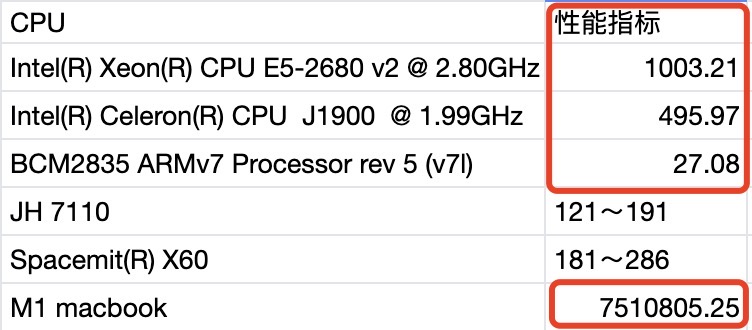 CPU 性能指标
Intel(R) Xeon(R) CPU E5-2680 v2 @ 2.80GHz 1003.21
Intel(R) Celeron(R) CPU  J1900  @ 1.99GHz 495.97
BCM2835 ARMv7 Processor rev 5 (v7l) 27.08
JH 7110 121～191
Spacemit(R) X60 181～286
M1 macbook 7510805.25